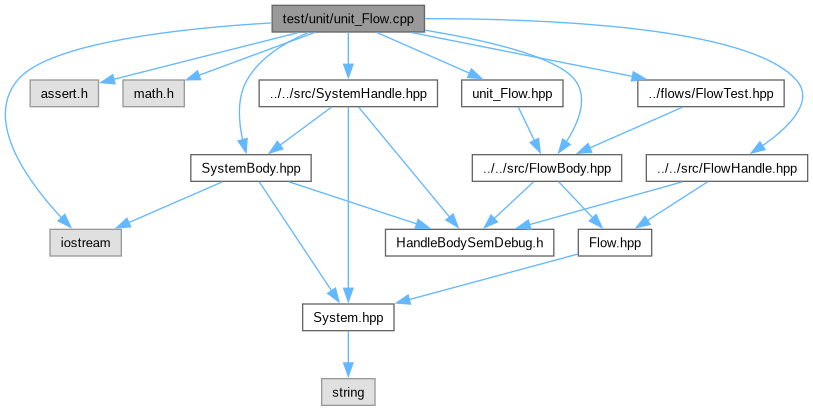 test/unit/unit_Flow.cpp
assert.h
math.h
../../src/SystemHandle.hpp
unit_Flow.hpp
../flows/FlowTest.hpp
SystemBody.hpp
../../src/FlowBody.hpp
../../src/FlowHandle.hpp
iostream
HandleBodySemDebug.h
Flow.hpp
System.hpp
string